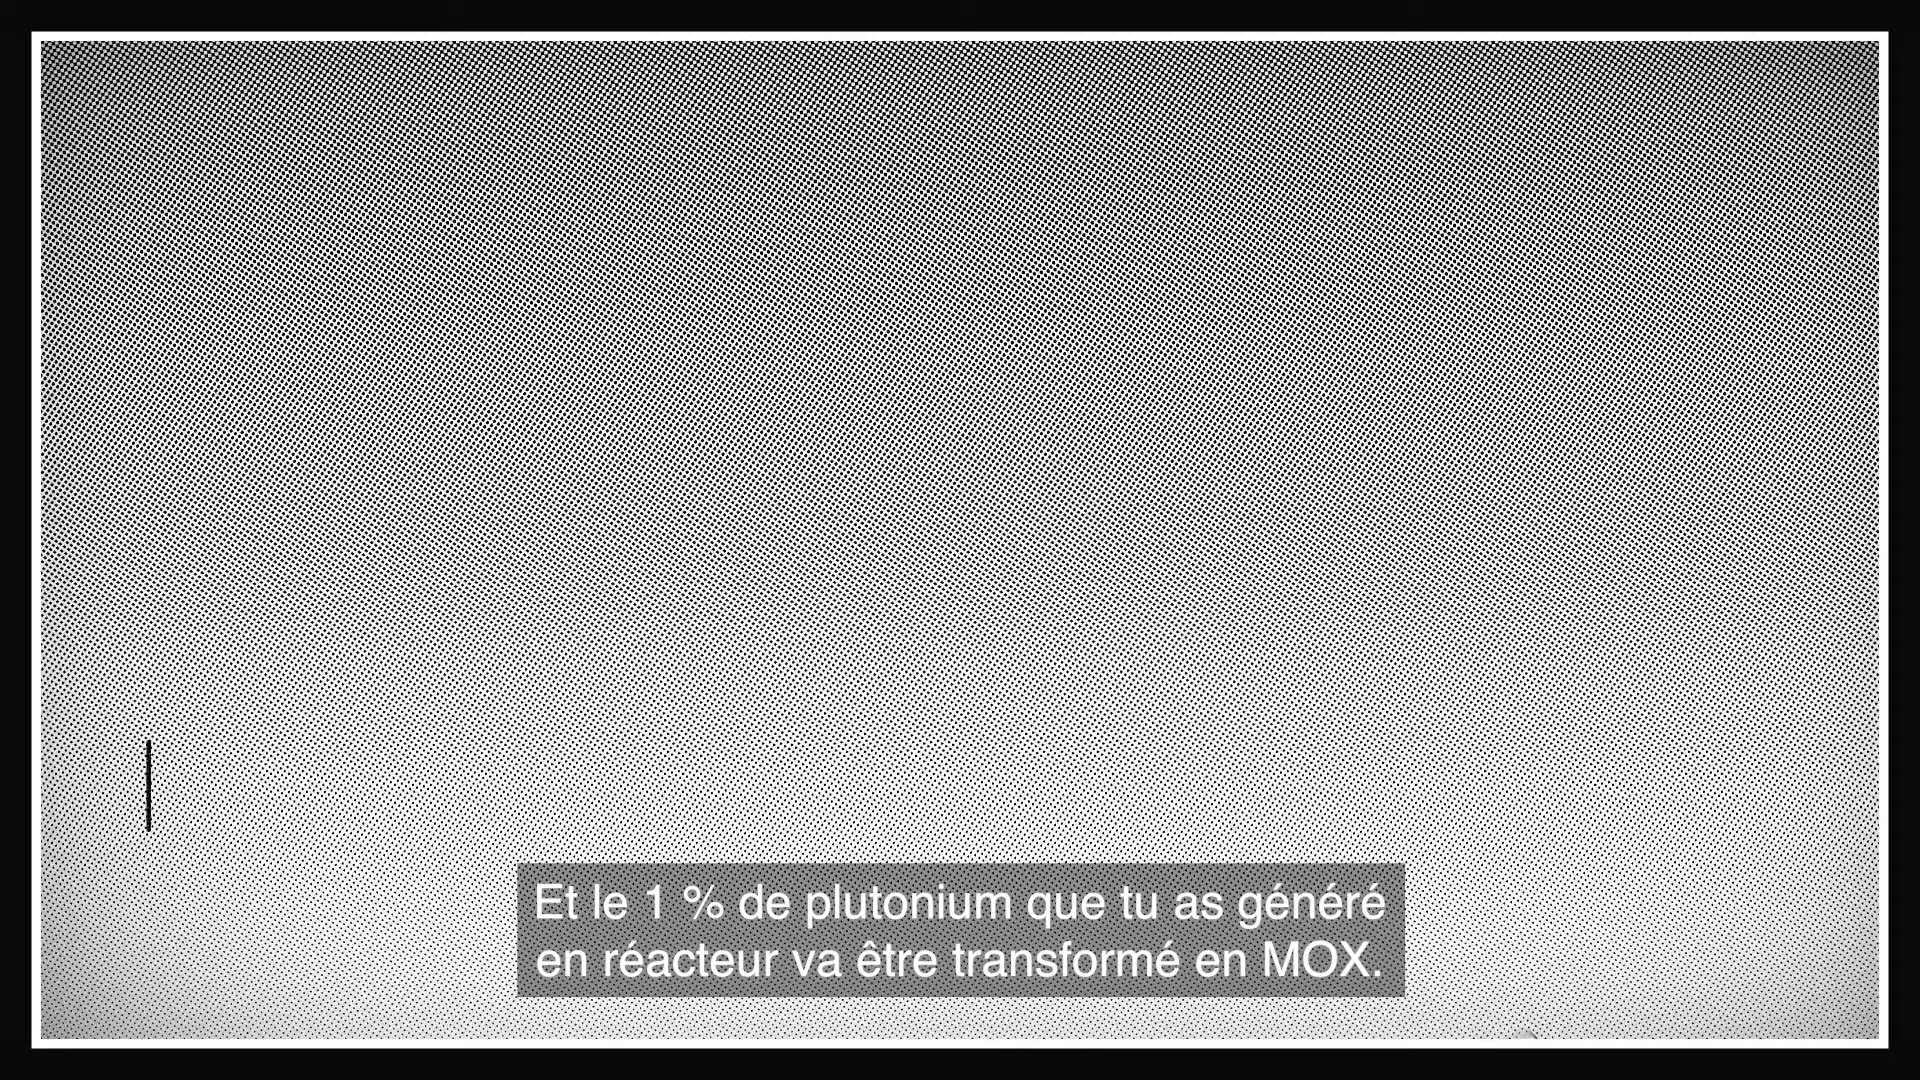 Et le 1 % de plutonium que tu as généré
en réacteur va être transformé en MOX.